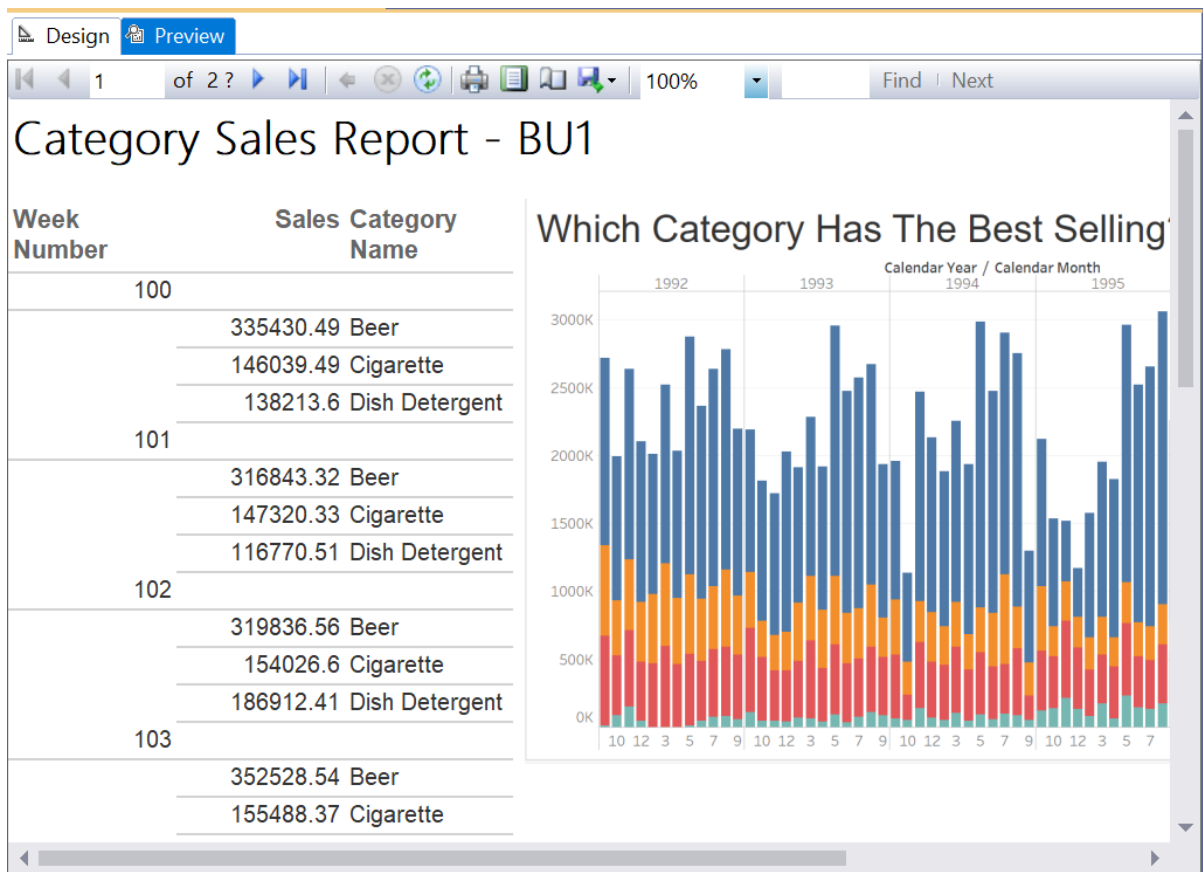 Design Preview
1 of 2 ? 100% Find Next
Category Sales Report - BU1
Week Number Sales Category Name
100
335430.49 Beer
146039.49 Cigarette
138213.6 Dish Detergent
101
316843.32 Beer
147320.33 Cigarette
116770.51 Dish Detergent
102
319836.56 Beer
154026.6 Cigarette
186912.41 Dish Detergent
103
352528.54 Beer
155488.37 Cigarette
Which Category Has The Best Selling
Calendar Year / Calendar Month
1992 1993 1994 1995
3000K
2500K
2000K
1500K
1000K
500K
0K
10 12 3 5 7 9 10 12 3 5 7 9 10 12 3 5 7 9 10 12 3 5 7